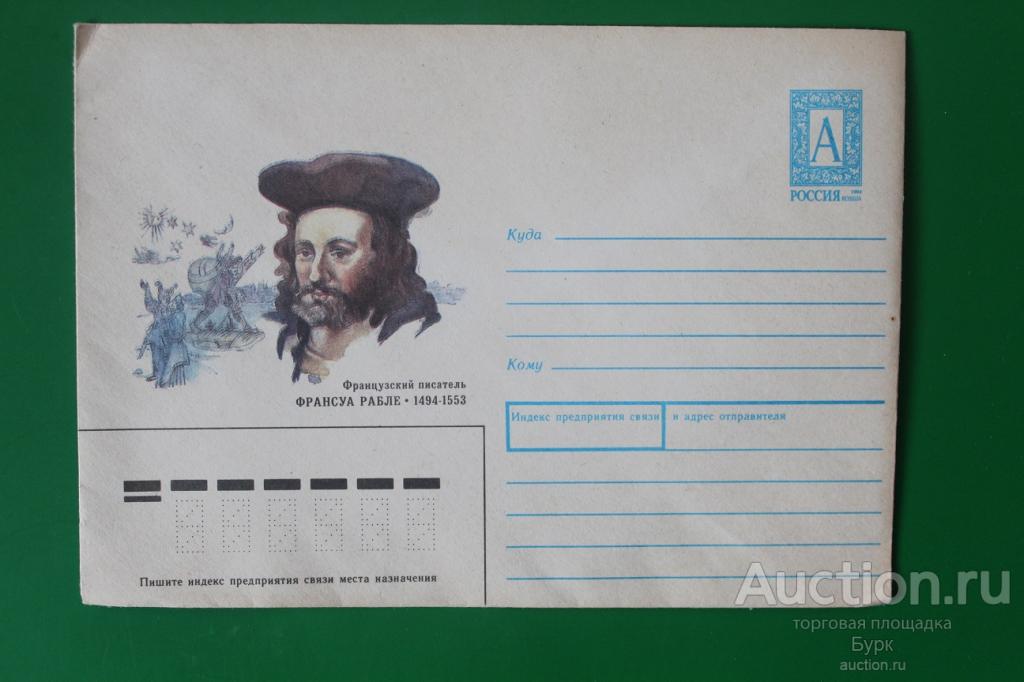 А
РОССИЯ
Куда
Кому
Французский писатель
ФРАНСУА РАБЛЕ • 1494-1553
Индекс предприятия связи и адрес отправителя
Пишите индекс предприятия связи места назначения
Auction.ru
торговая площадка
Бурк
auction.ru